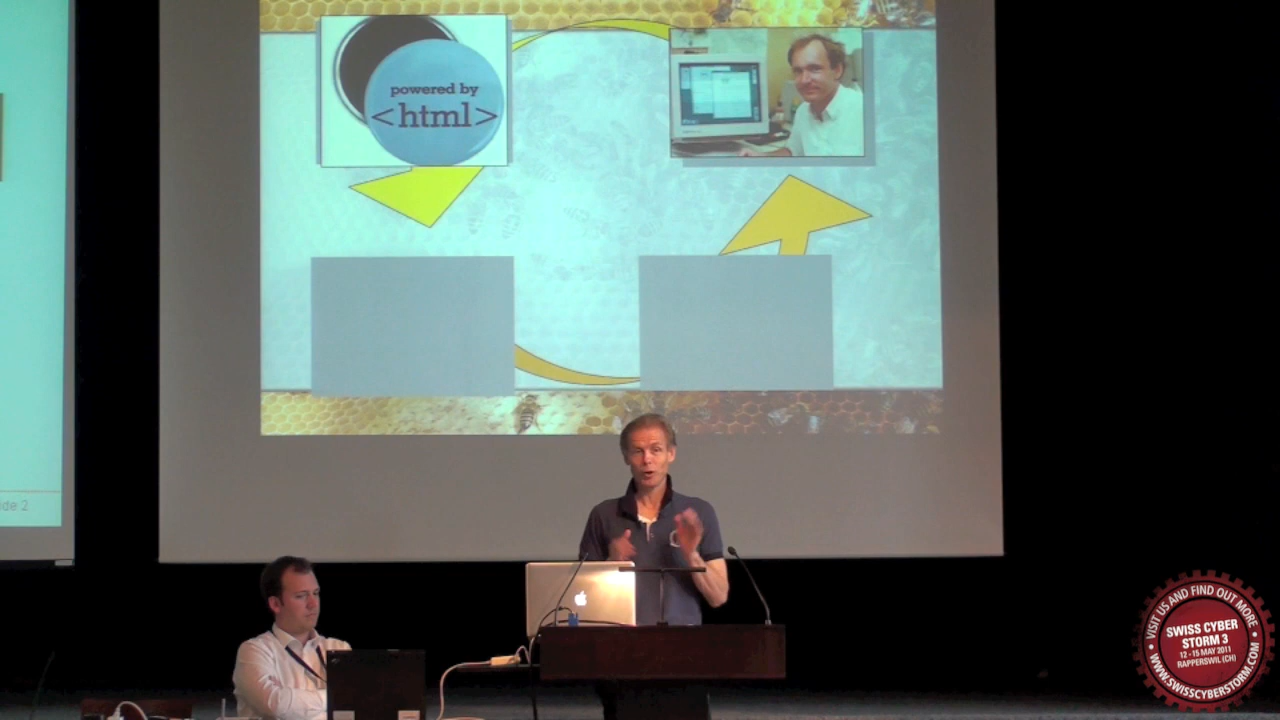 powered by
<html>
ide: 2
VISIT US AND FIND OUT MORE
SWISS CYBER
STORM 3
12 - 15 MAY 2011
RAPPERSWIL (CH)
• WWW.SWISSCYBERSTORM.COM •